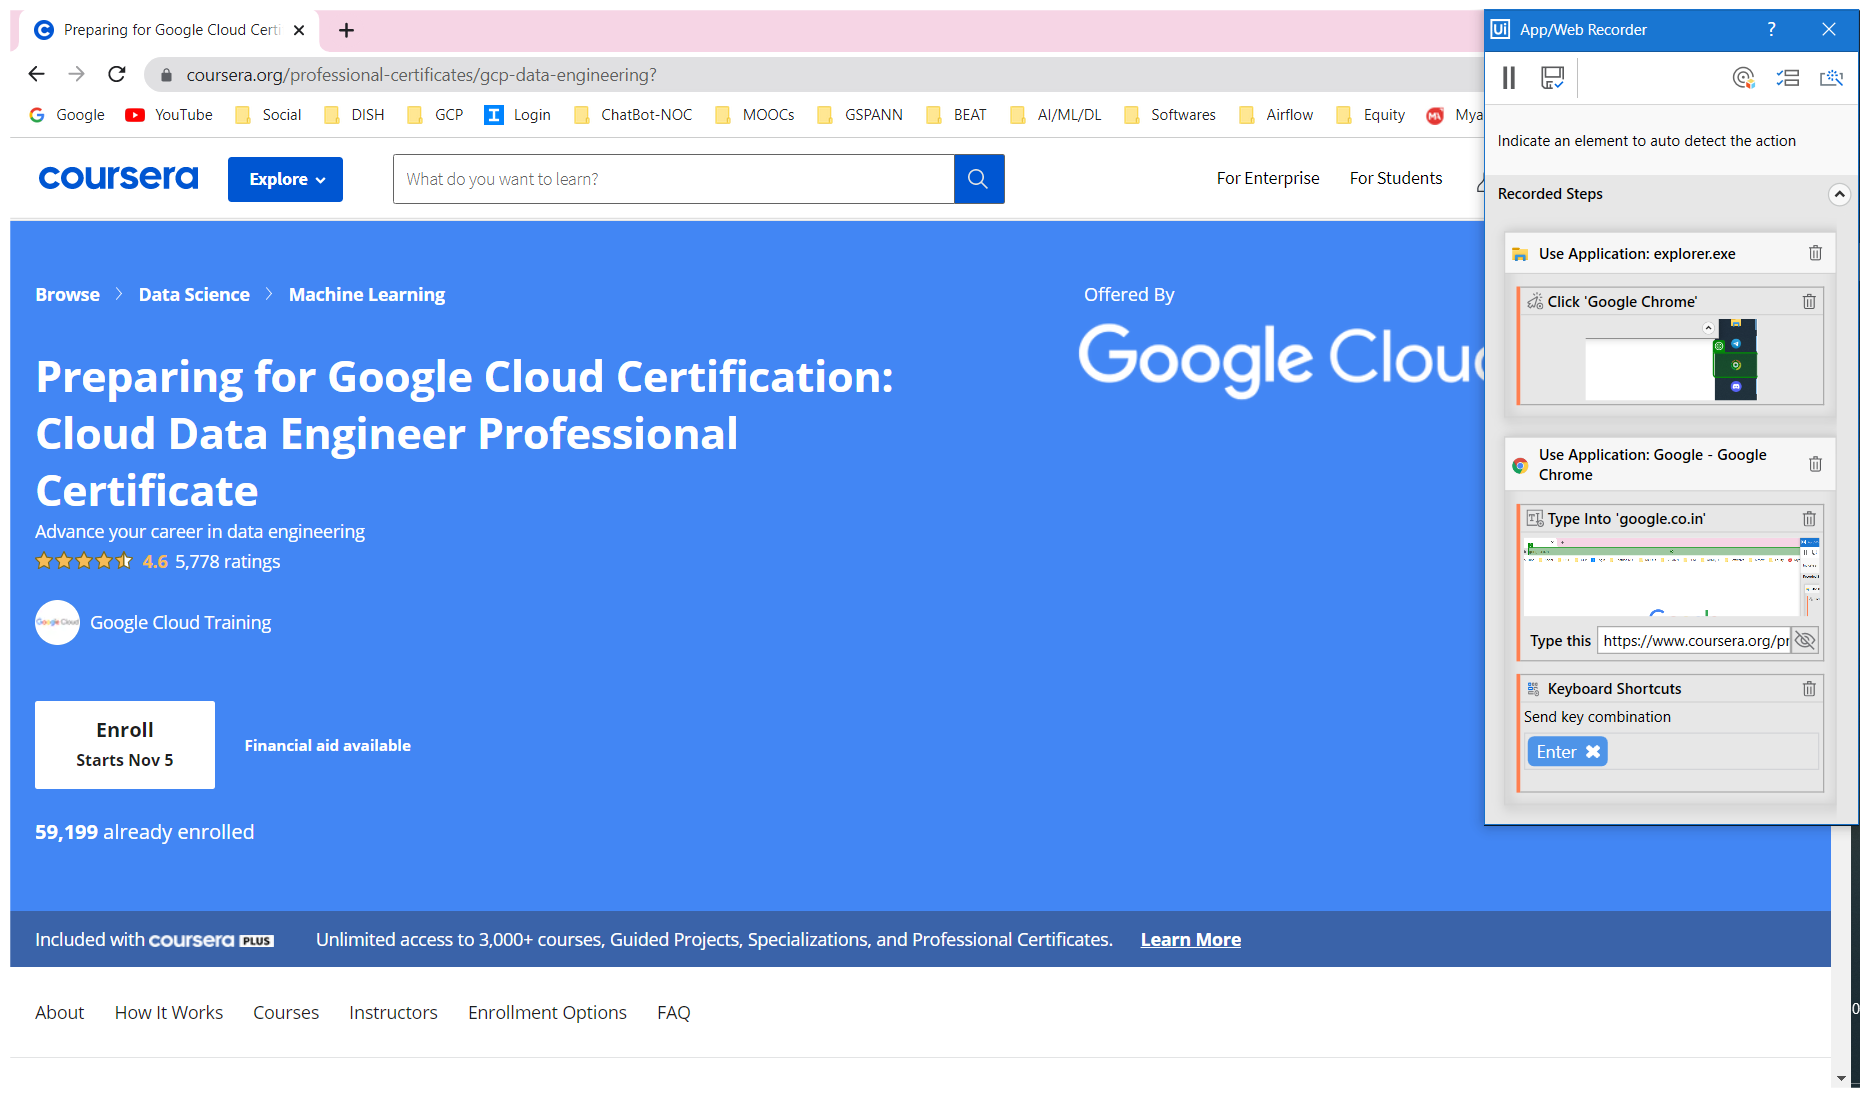 Preparing for Google Cloud Certi
coursera.org/professional-certificates/gcp-data-engineering?
Google YouTube Social DISH GCP Login ChatBot-NOC MOOCs GSPANN BEAT AI/ML/DL Softwares Airflow Equity Mya
coursera Explore What do you want to learn? For Enterprise For Students
Browse Data Science Machine Learning
Preparing for Google Cloud Certification:
Cloud Data Engineer Professional
Certificate
Advance your career in data engineering
4.6 5,778 ratings
Google Cloud Google Cloud Training
Enroll
Starts Nov 5
Financial aid available
59,199 already enrolled
Offered By
Google Clou
Included with coursera PLUS Unlimited access to 3,000+ courses, Guided Projects, Specializations, and Professional Certificates. Learn More
About How It Works Courses Instructors Enrollment Options FAQ
Ui App/Web Recorder ?
Indicate an element to auto detect the action
Recorded Steps
Use Application: explorer.exe
Click 'Google Chrome'
Use Application: Google - Google
Chrome
Type Into 'google.co.in'
Type this https://www.coursera.org/pr
Keyboard Shortcuts
Send key combination
Enter
0